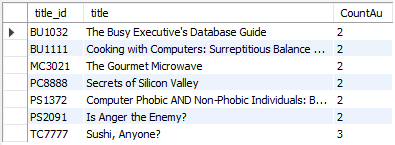 title_id title CountAu
BU1032 The Busy Executive's Database Guide 2
BU1111 Cooking with Computers: Surreptitious Balance ... 2
MC3021 The Gourmet Microwave 2
PC8888 Secrets of Silicon Valley 2
PS1372 Computer Phobic AND Non-Phobic Individuals: B... 2
PS2091 Is Anger the Enemy? 2
TC7777 Sushi, Anyone? 3